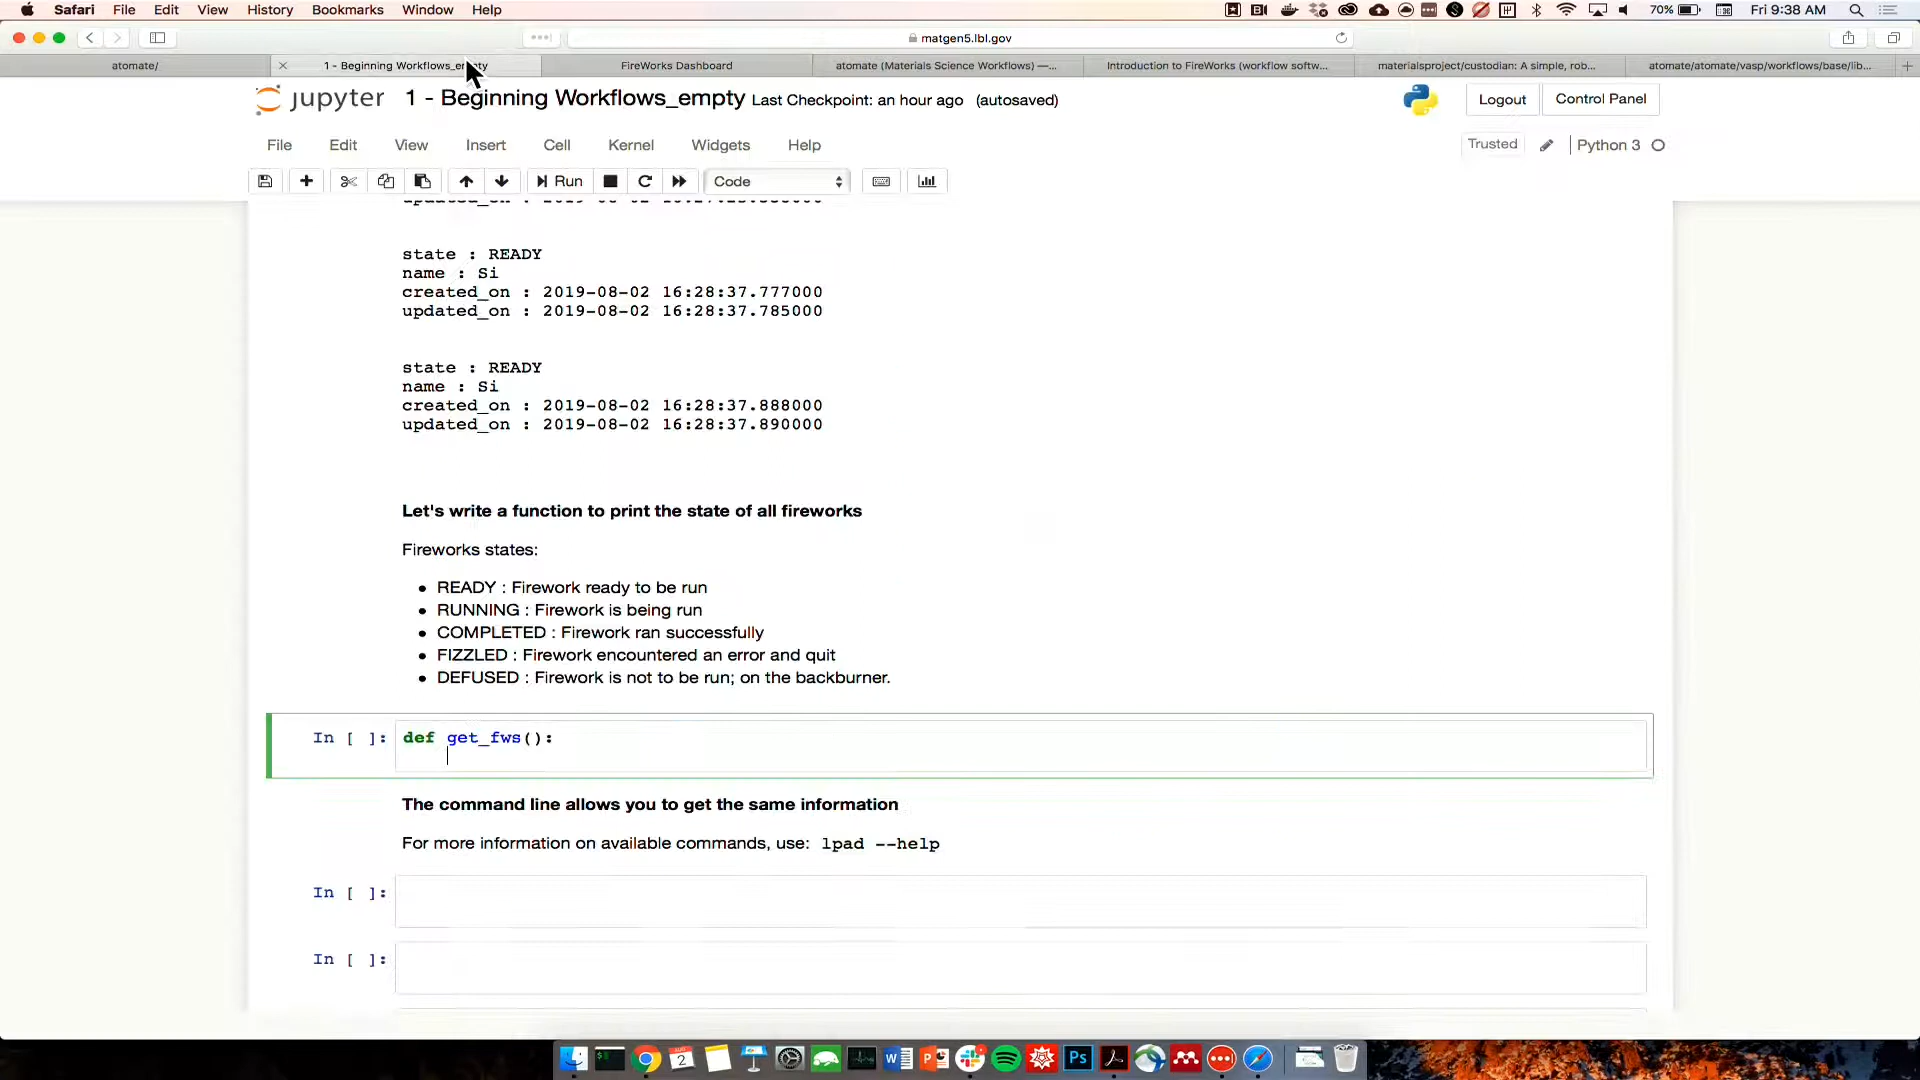 Safari File Edit View History Bookmarks Window Help 70% Fri 9:38 AM
matgen5.lbl.gov
atomate/ 1 - Beginning Workflows_empty FireWorks Dashboard atomate (Materials Science Workflows) —... Introduction to FireWorks (workflow softw... materialsproject/custodian: A simple, rob... atomate/atomate/vasp/workflows/base/lib...
jupyter 1 - Beginning Workflows_empty Last Checkpoint: an hour ago (autosaved) Logout Control Panel
File Edit View Insert Cell Kernel Widgets Help Trusted Python 3
Run Code
state : READY
name : Si
created_on : 2019-08-02 16:28:37.777000
updated_on : 2019-08-02 16:28:37.785000
state : READY
name : Si
created_on : 2019-08-02 16:28:37.888000
updated_on : 2019-08-02 16:28:37.890000
Let's write a function to print the state of all fireworks
Fireworks states:
• READY : Firework ready to be run
• RUNNING : Firework is being run
• COMPLETED : Firework ran successfully
• FIZZLED : Firework encountered an error and quit
• DEFUSED : Firework is not to be run; on the backburner.
In [ ]: def get_fws():
The command line allows you to get the same information
For more information on available commands, use: lpad --help
In [ ]:
In [ ]: